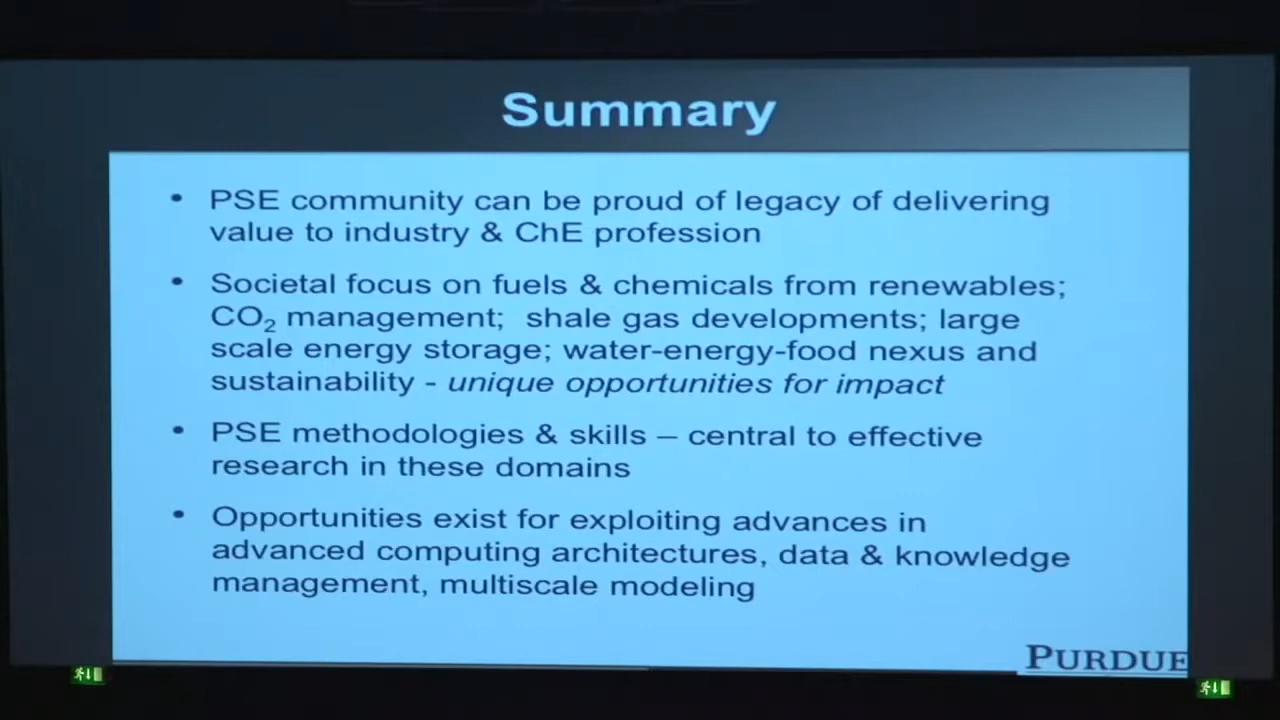 Summary
• PSE community can be proud of legacy of delivering
value to industry & ChE profession
• Societal focus on fuels & chemicals from renewables;
CO₂ management; shale gas developments; large
scale energy storage; water-energy-food nexus and
sustainability - unique opportunities for impact
• PSE methodologies & skills – central to effective
research in these domains
• Opportunities exist for exploiting advances in
advanced computing architectures, data & knowledge
management, multiscale modeling
PURDUE